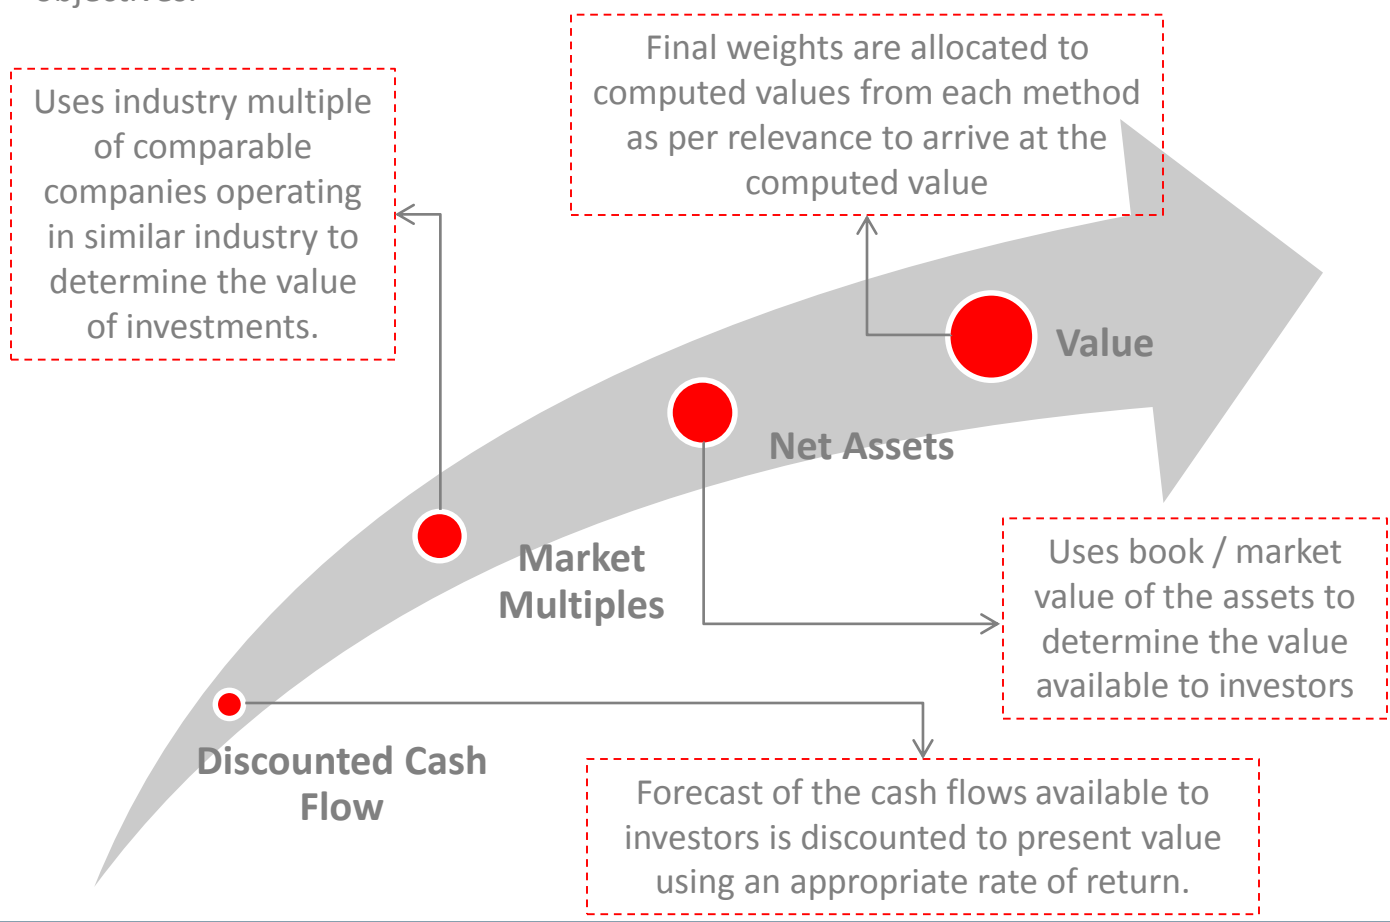 objectives.
Final weights are allocated to
computed values from each method
as per relevance to arrive at the
computed value
Uses industry multiple
of comparable
companies operating
in similar industry to
determine the value
of investments.
Value
Net Assets
Market
Multiples
Uses book / market
value of the assets to
determine the value
available to investors
Discounted Cash
Flow
Forecast of the cash flows available to
investors is discounted to present value
using an appropriate rate of return.